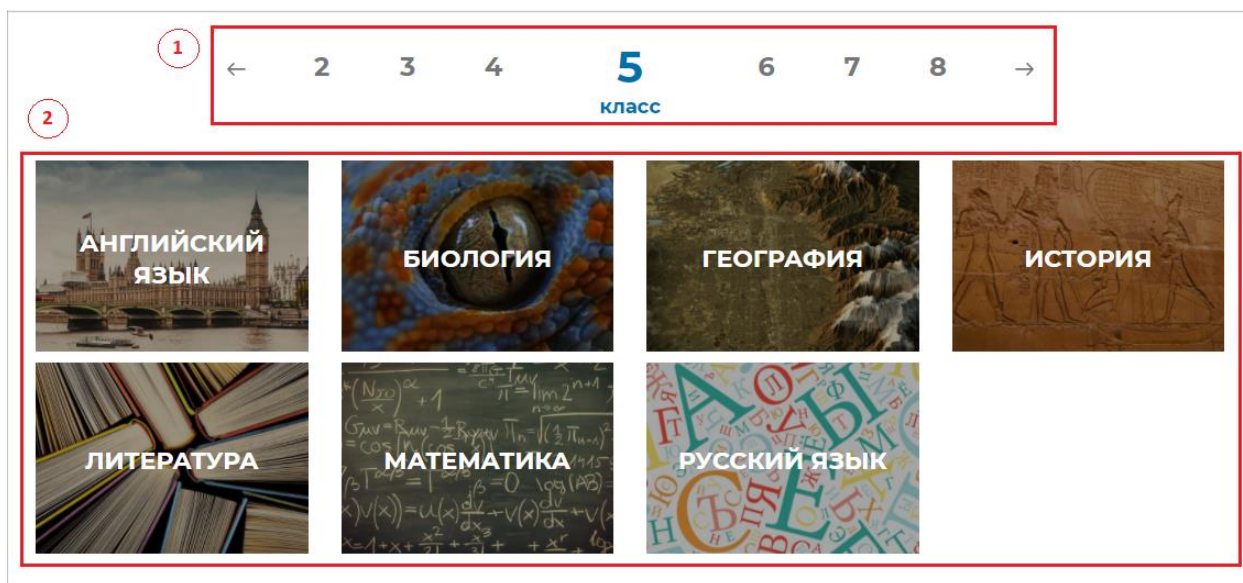 1
← 2 3 4 5 6 7 8 →
класс
2
АНГЛИЙСКИЙ
ЯЗЫК
БИОЛОГИЯ
ГЕОГРАФИЯ
ИСТОРИЯ
ЛИТЕРАТУРА
МАТЕМАТИКА
РУССКИЙ ЯЗЫК